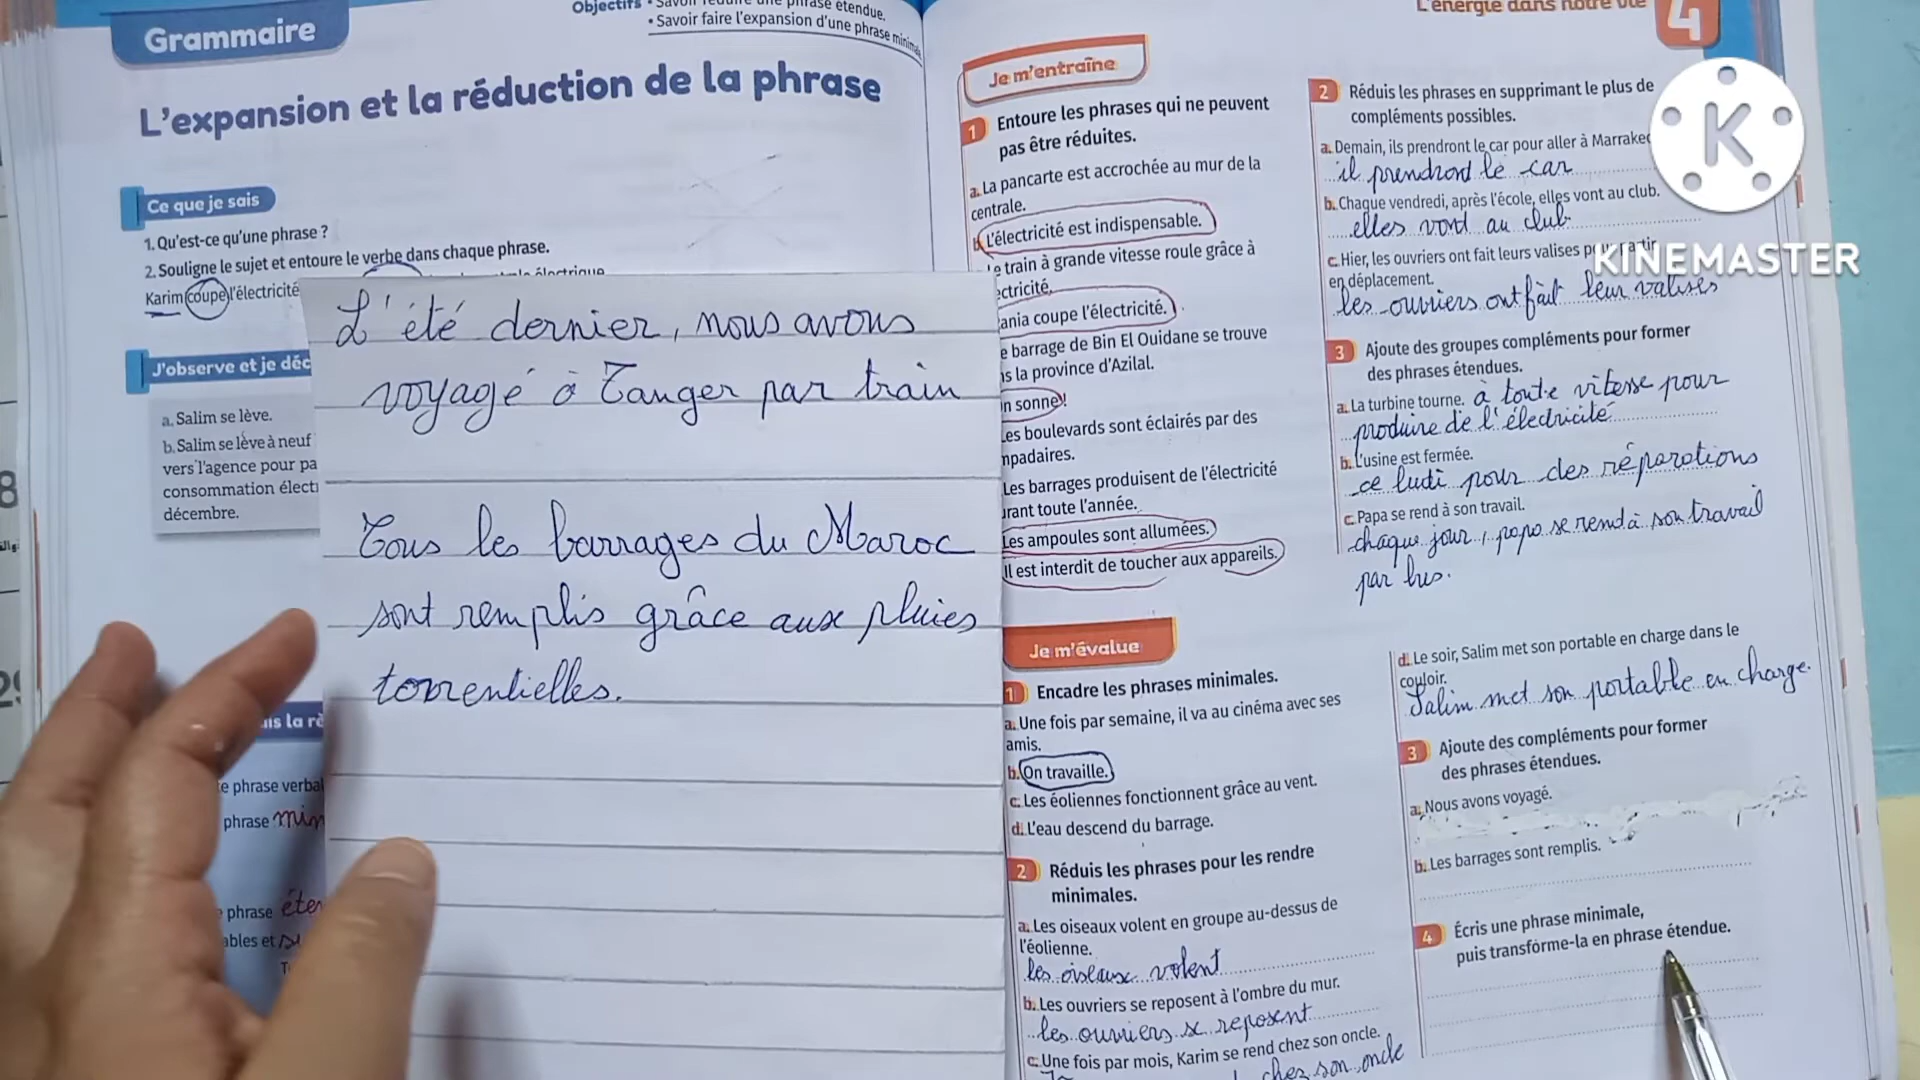 Grammaire
Objectifs • Savoir réduire une phrase étendue.
• Savoir faire l'expansion d'une phrase minimale
L'expansion et la réduction de la phrase
Ce que je sais
1. Qu'est-ce qu'une phrase ?
2. Souligne le sujet et entoure le verbe dans chaque phrase.
Karim coupe l'électricité
J'observe et je déc
a. Salim se lève.
b. Salim se lève à neuf
vers l'agence pour pa
consommation élect
décembre.
is la rè
e phrase verbal
phrase min
phrase éten
ables et
L'été dernier, nous avons
voyagé à Tanger par train
Tous les barrages du Maroc
sont remplis grâce aux pluies
torrentielles.
L'énergie dans notre vie 4
Je m'entraîne
1 Entoure les phrases qui ne peuvent
pas être réduites.
a. La pancarte est accrochée au mur de la
centrale.
b. L'électricité est indispensable.
e train à grande vitesse roule grâce à
ectricité.
ania coupe l'électricité.
e barrage de Bin El Ouidane se trouve
ns la province d'Azilal.
n sonne !
Les boulevards sont éclairés par des
mpadaires.
Les barrages produisent de l'électricité
urant toute l'année.
Les ampoules sont allumées.
Il est interdit de toucher aux appareils.
Je m'évalue
1 Encadre les phrases minimales.
a. Une fois par semaine, il va au cinéma avec ses
amis.
b. On travaille.
c. Les éoliennes fonctionnent grâce au vent.
d. L'eau descend du barrage.
2 Réduis les phrases pour les rendre
minimales.
a. Les oiseaux volent en groupe au-dessus de
l'éolienne.
les oiseaux volent
b. Les ouvriers se reposent à l'ombre du mur.
les ouvriers se reposent
c. Une fois par mois, Karim se rend chez son oncle.
chez son oncle
2 Réduis les phrases en supprimant le plus de
compléments possibles.
a. Demain, ils prendront le car pour aller à Marrakec
il prendront le car
b. Chaque vendredi, après l'école, elles vont au club.
elles vont au club
c. Hier, les ouvriers ont fait leurs valises pour partir
en déplacement.
les ouvriers ont fait leur valises
3 Ajoute des groupes compléments pour former
des phrases étendues.
a. La turbine tourne. à toute vitesse pour
produire de l'électricité
b. L'usine est fermée.
ce ludi pour des réparations
c. Papa se rend à son travail.
chaque jour, papa se rend à son travail
par bus.
d. Le soir, Salim met son portable en charge dans le
couloir.
Salim met son portable en charge.
3 Ajoute des compléments pour former
des phrases étendues.
a. Nous avons voyagé.
b. Les barrages sont remplis.
4 Écris une phrase minimale,
puis transforme-la en phrase étendue.
K
KINEMASTER